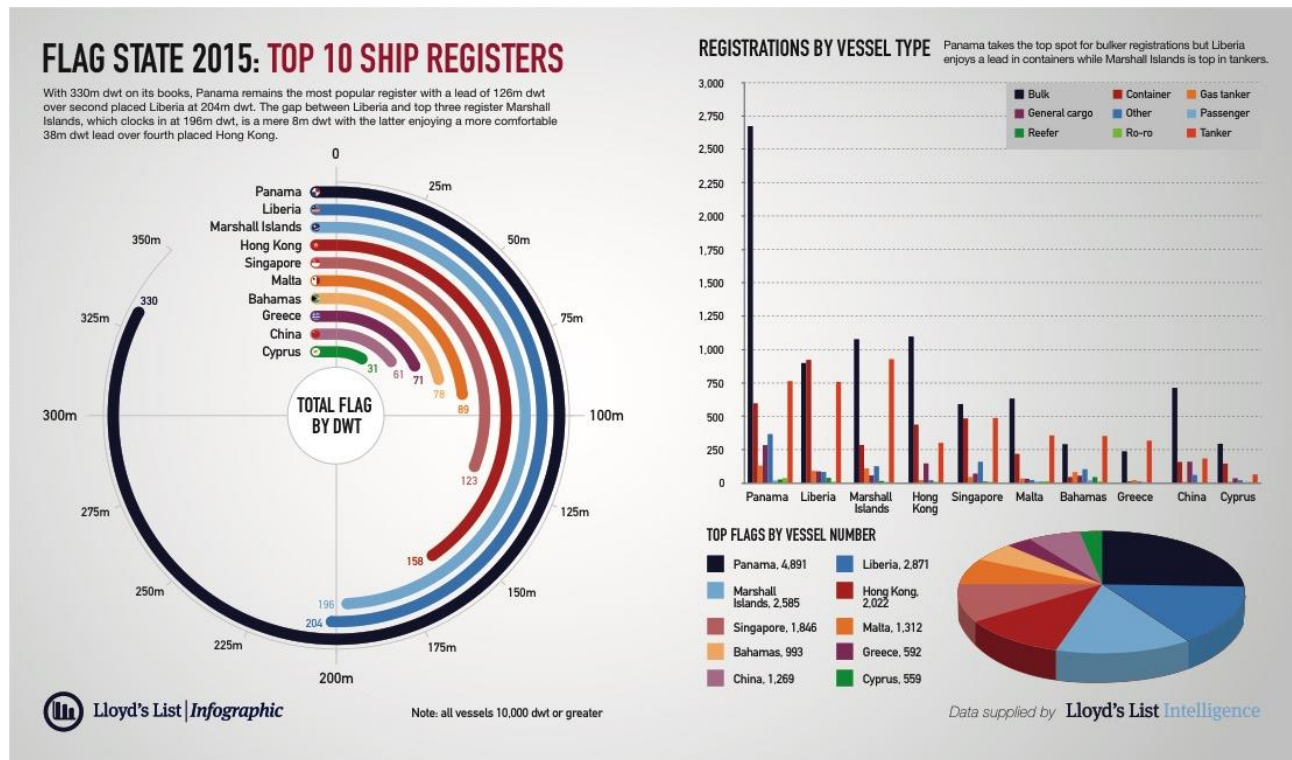 FLAG STATE 2015: TOP 10 SHIP REGISTERS
With 330m dwt on its books, Panama remains the most popular register with a lead of 126m dwt
over second placed Liberia at 204m dwt. The gap between Liberia and top three register Marshall
Islands, which clocks in at 196m dwt, is a mere 8m dwt with the latter enjoying a more comfortable
38m dwt lead over fourth placed Hong Kong.
0
25m
50m
75m
100m
125m
150m
175m
200m
225m
250m
275m
300m
325m
350m
Panama
Liberia
Marshall Islands
Hong Kong
Singapore
Malta
Bahamas
Greece
China
Cyprus
330
204
196
158
123
89
78
71
61
31
TOTAL FLAG
BY DWT
Lloyd's List | Infographic
Note: all vessels 10,000 dwt or greater
REGISTRATIONS BY VESSEL TYPE
Panama takes the top spot for bulker registrations but Liberia
enjoys a lead in containers while Marshall Islands is top in tankers.
3,000
2,750
2,500
2,250
2,000
1,750
1,500
1,250
1,000
750
500
250
0
Bulk
Container
Gas tanker
General cargo
Other
Passenger
Reefer
Ro-ro
Tanker
Panama
Liberia
Marshall
Islands
Hong
Kong
Singapore
Malta
Bahamas
Greece
China
Cyprus
TOP FLAGS BY VESSEL NUMBER
Panama, 4,891
Liberia, 2,871
Marshall
Islands, 2,585
Hong Kong,
2,022
Singapore, 1,846
Malta, 1,312
Bahamas, 993
Greece, 592
China, 1,269
Cyprus, 559
Data supplied by Lloyd's List Intelligence